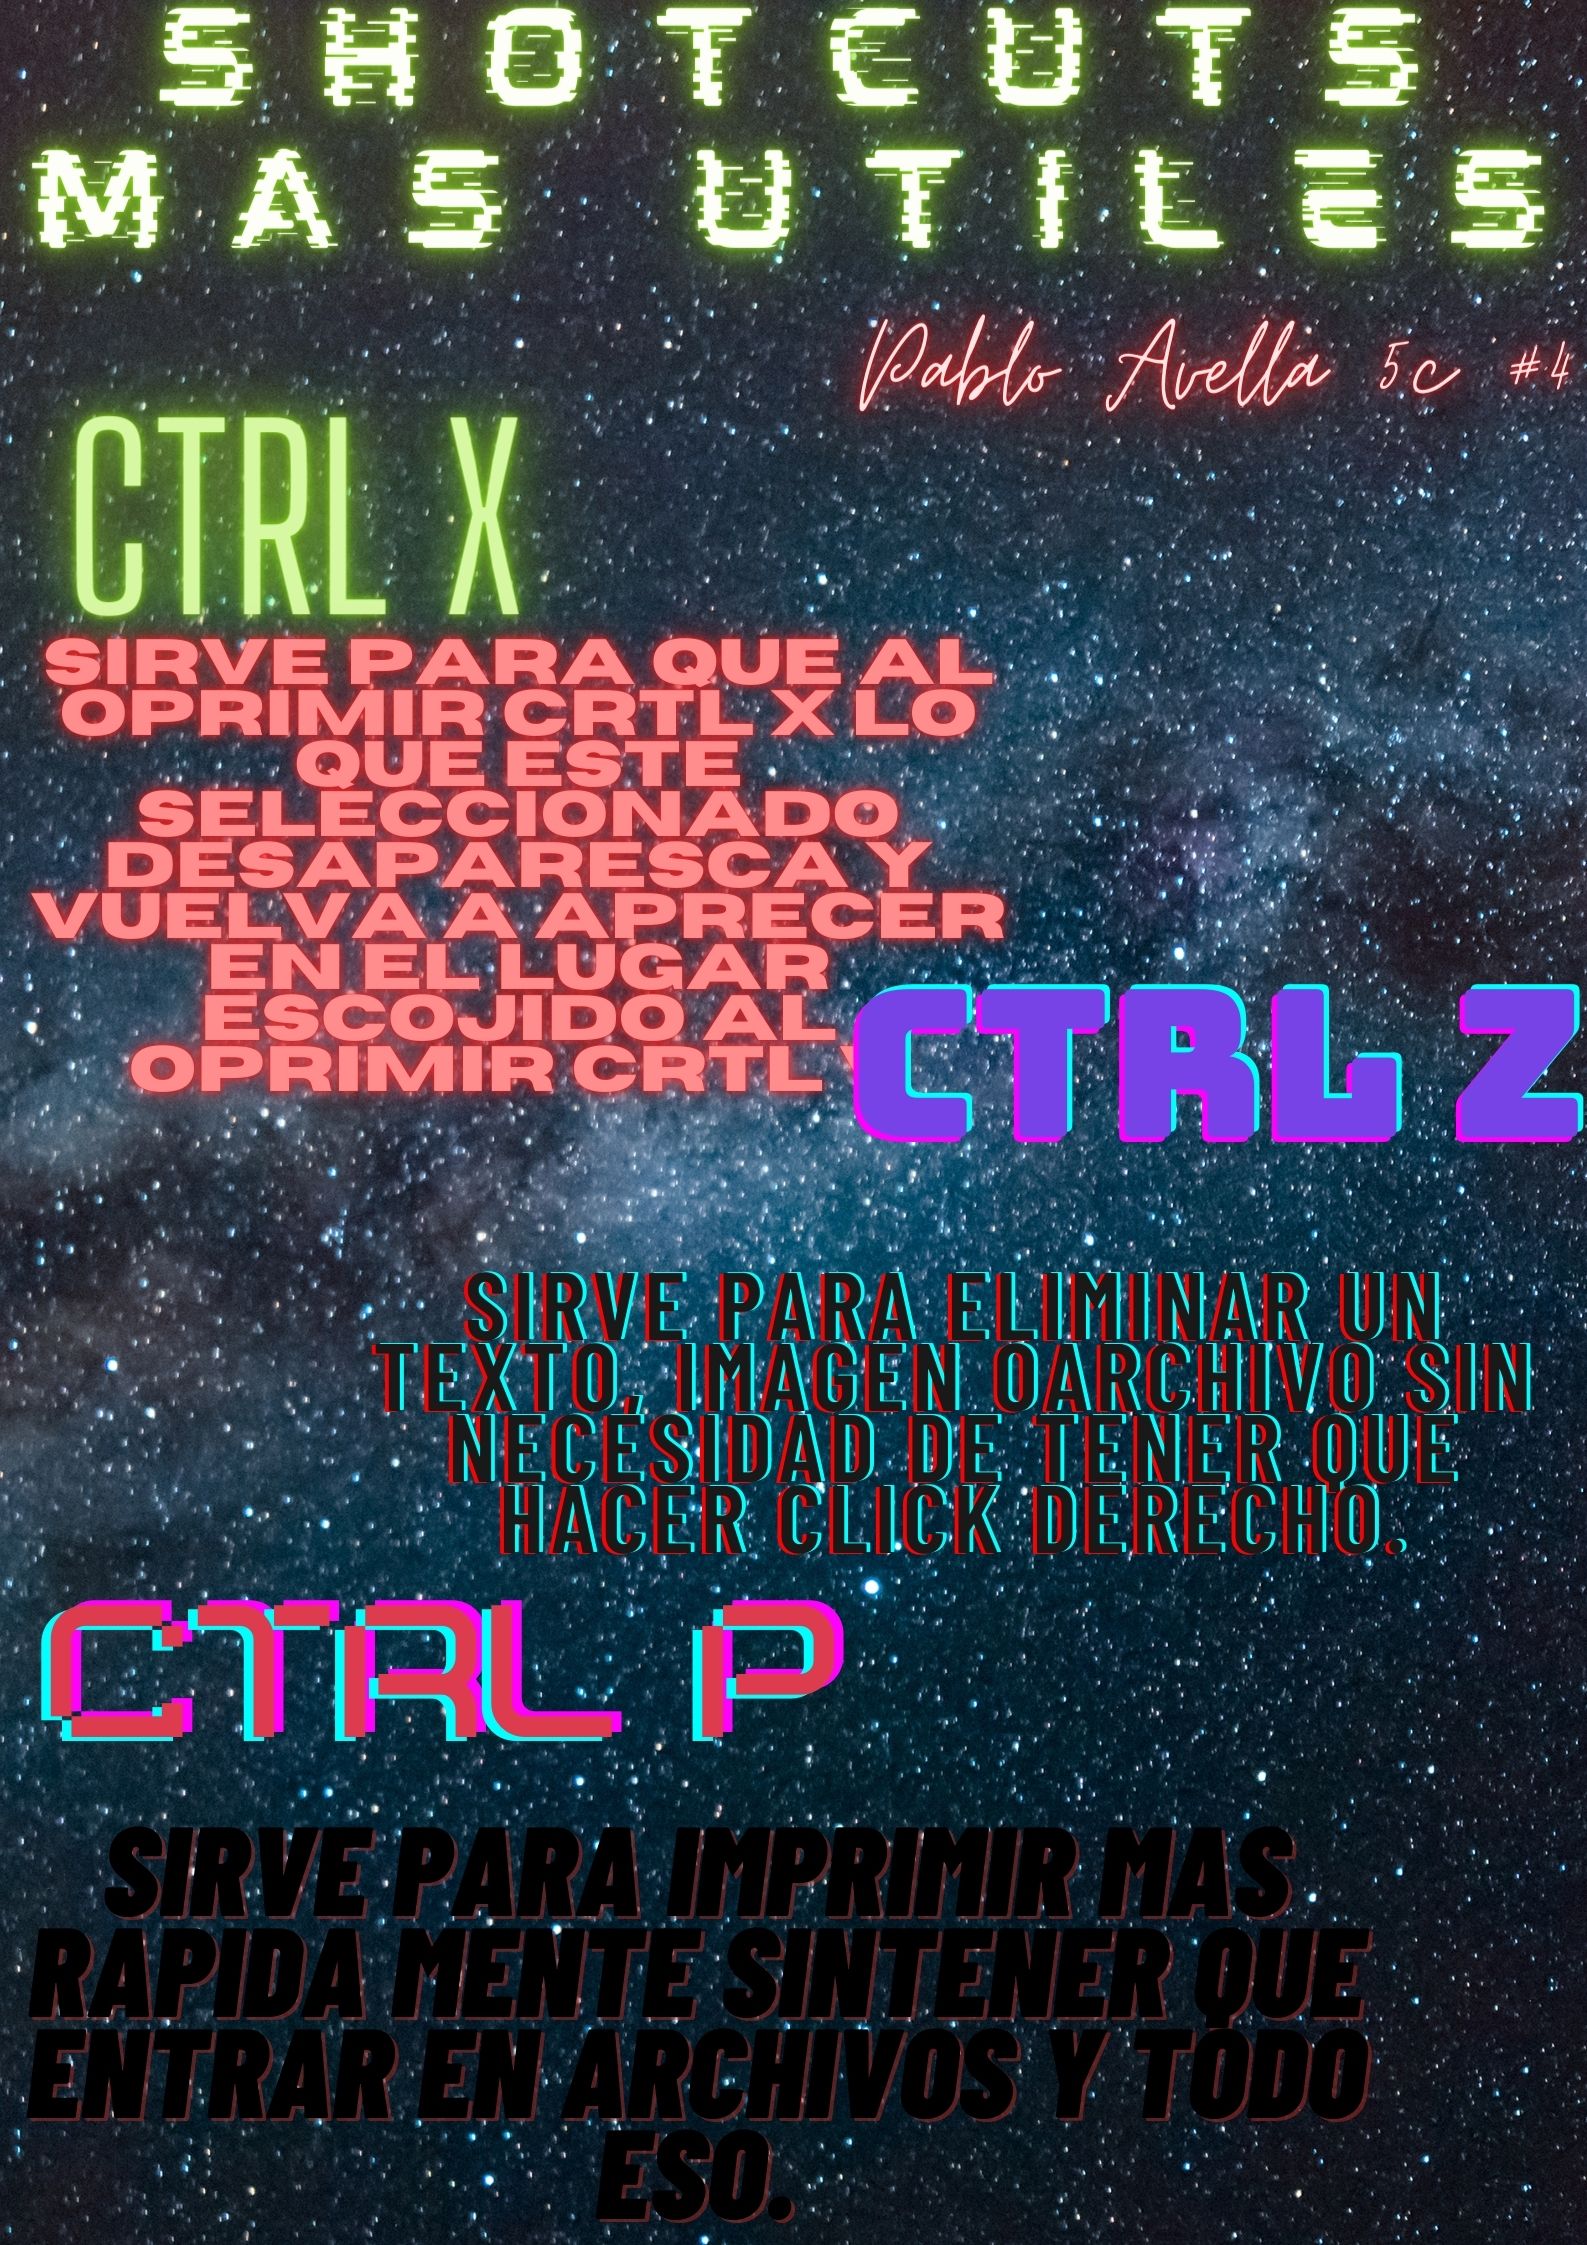 SHOTCUTS
MAS UTILES
Pablo Avella 5c #4
CTRL X
SIRVE PARA QUE AL
OPRIMIR CRTL X LO
QUE ESTE
SELECCIONADO
DESAPARESCA Y
VUELVA A APRECER
EN EL LUGAR
ESCOJIDO AL
OPRIMIR CRTL
CTRL Z
SIRVE PARA ELIMINAR UN
TEXTO, IMAGEN OARCHIVO SIN
NECESIDAD DE TENER QUE
HACER CLICK DERECHO.
CTRL P
SIRVE PARA IMPRIMIR MAS
RAPIDA MENTE SINTENER QUE
ENTRAR EN ARCHIVOS Y TODO
ESO.